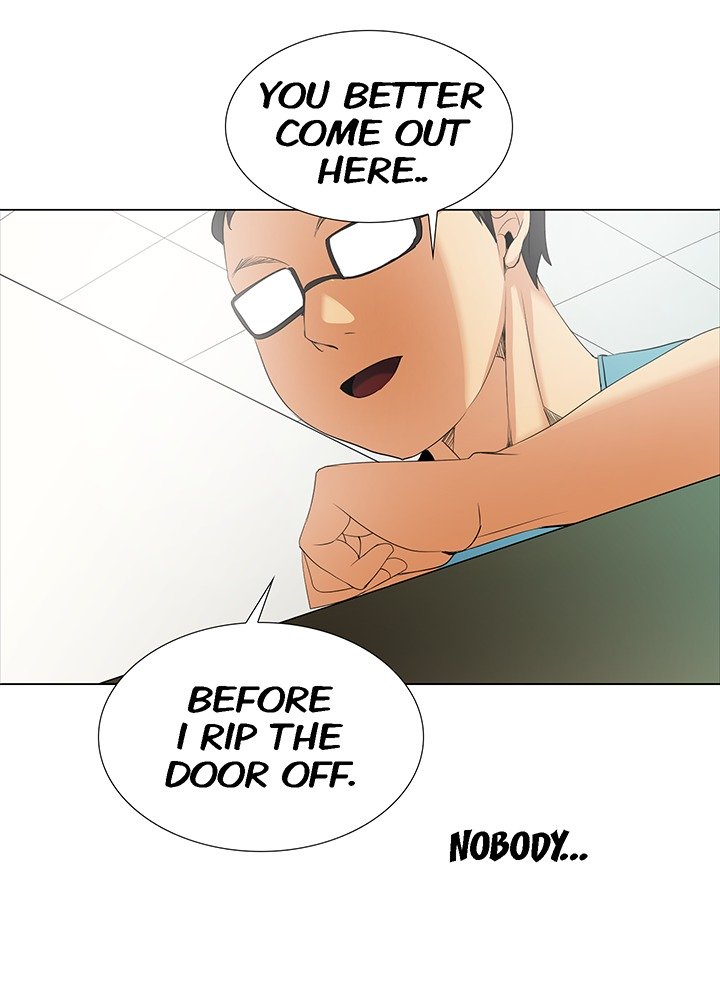 YOU BETTER
COME OUT
HERE..
BEFORE
I RIP THE
DOOR OFF.
NOBODY...